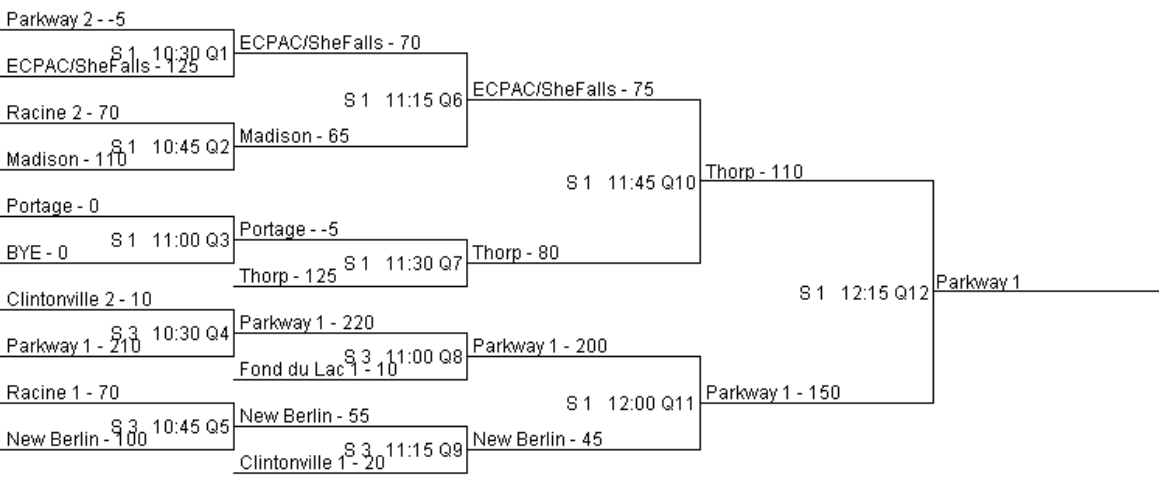 Parkway 2 - -5
S 1 10:30 Q1
ECPAC/SheFalls - 125
Racine 2 - 70
S 1 10:45 Q2
Madison - 110
Portage - 0
S 1 11:00 Q3
BYE - 0
Clintonville 2 - 10
S 3 10:30 Q4
Parkway 1 - 210
Racine 1 - 70
S 3 10:45 Q5
New Berlin - 100
ECPAC/SheFalls - 70
S 1 11:15 Q6
Madison - 65
Portage - -5
S 1 11:30 Q7
Thorp - 125
Parkway 1 - 220
S 3 11:00 Q8
Fond du Lac 1 - 10
New Berlin - 55
S 3 11:15 Q9
Clintonville 1 - 20
ECPAC/SheFalls - 75
S 1 11:45 Q10
Thorp - 80
Parkway 1 - 200
S 1 12:00 Q11
New Berlin - 45
Thorp - 110
S 1 12:15 Q12
Parkway 1 - 150
Parkway 1